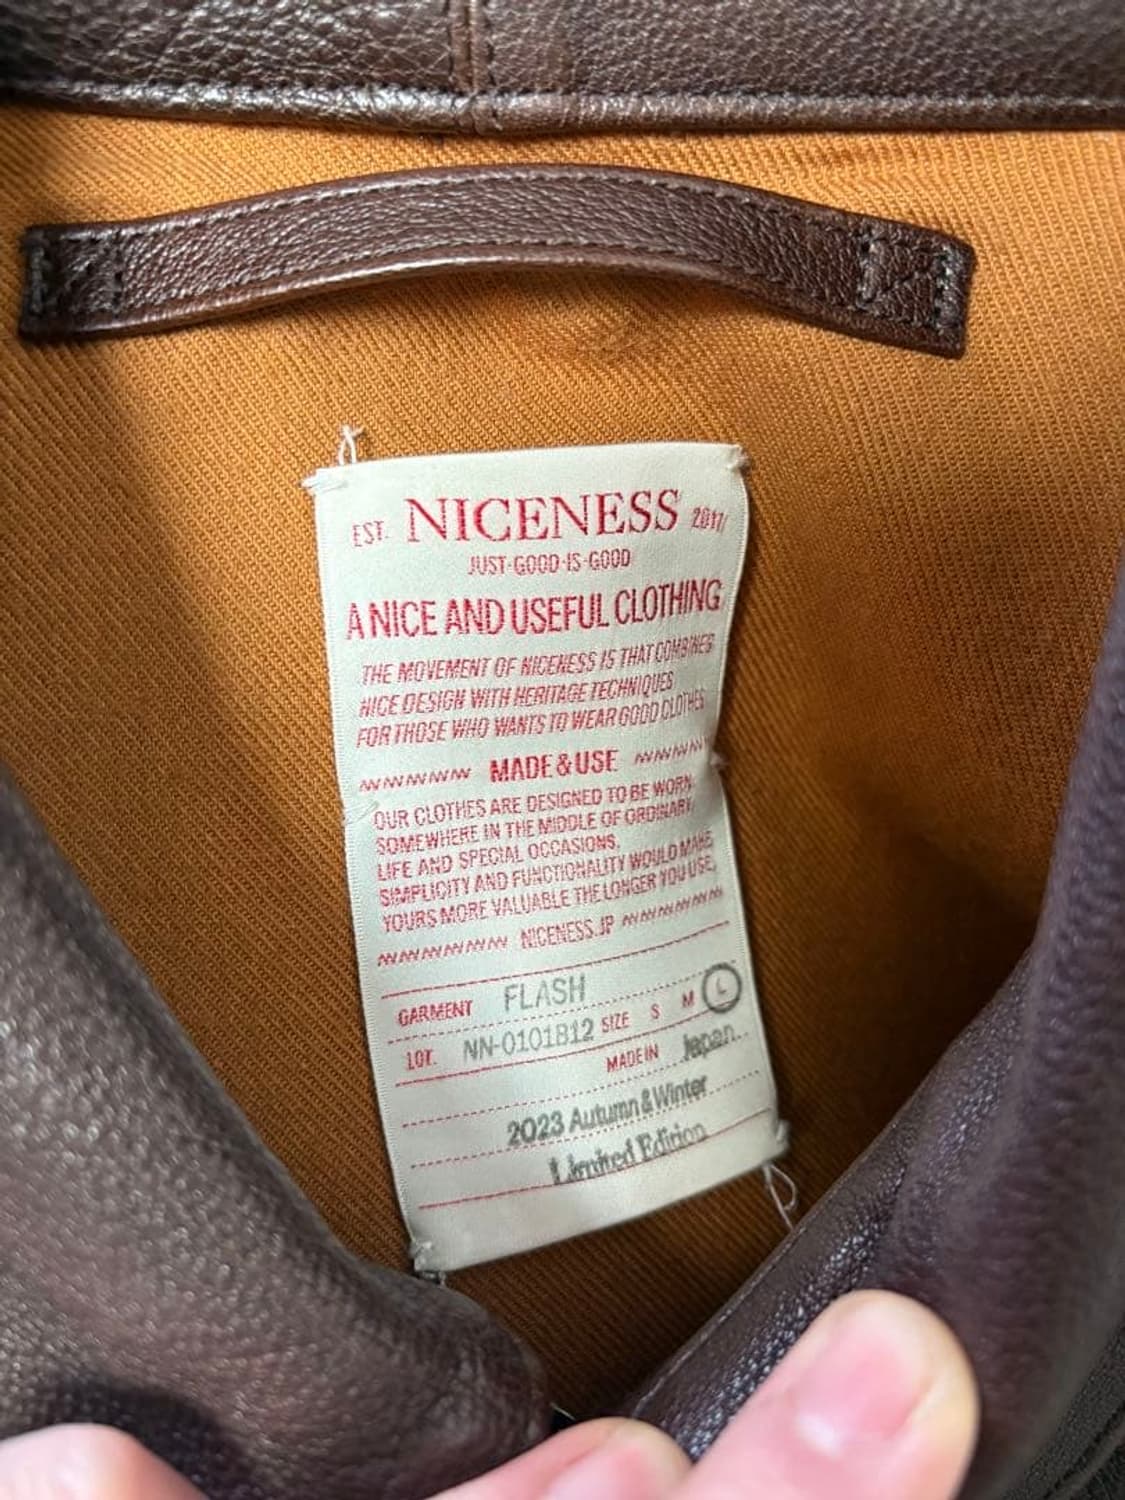 EST. NICENESS 2017
JUST·GOOD·IS·GOOD
A NICE AND USEFUL CLOTHING
THE MOVEMENT OF NICENESS IS THAT COMBINES
NICE DESIGN WITH HERITAGE TECHNIQUES
FOR THOSE WHO WANTS TO WEAR GOOD CLOTHES
MADE & USE
OUR CLOTHES ARE DESIGNED TO BE WORN
SOMEWHERE IN THE MIDDLE OF ORDINARY
LIFE AND SPECIAL OCCASIONS,
SIMPLICITY AND FUNCTIONALITY WOULD MAKE
YOURS MORE VALUABLE THE LONGER YOU USE,
NICENESS.JP
GARMENT FLASH
LOT. NN-0101B12 SIZE S M L
MADE IN Japan
2023 Autumn & Winter
Limited Edition